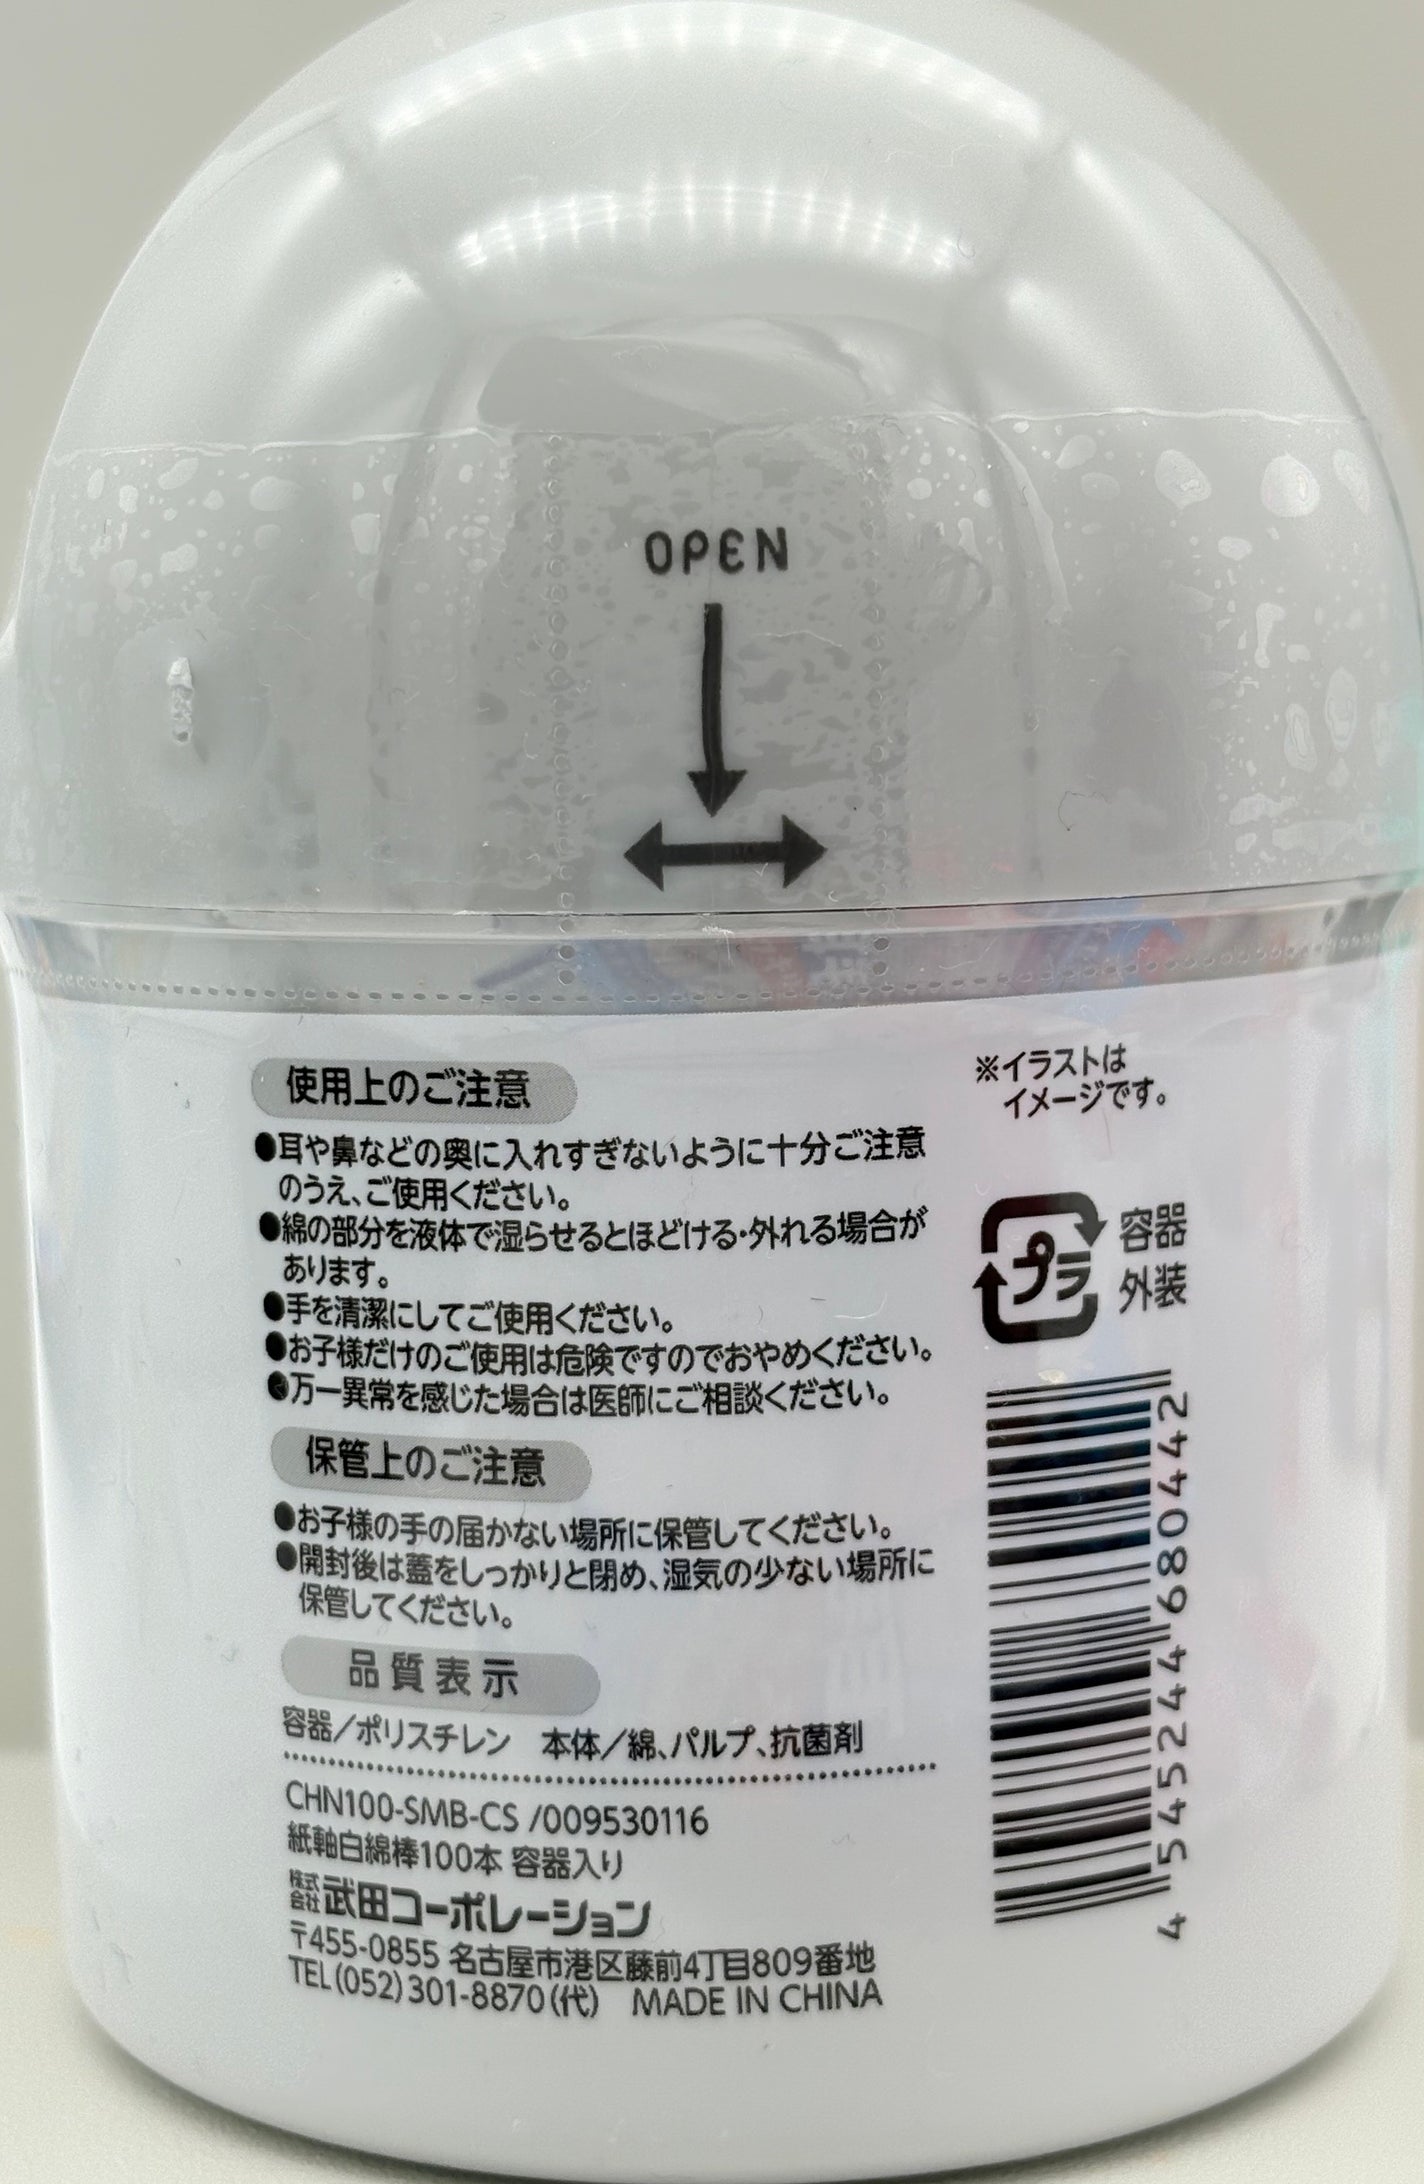 OPEN
使用上のご注意
●耳や鼻などの奥に入れすぎないように十分ご注意
のうえ、ご使用ください。
●綿の部分を液体で湿らせるとほどける・外れる場合が
あります。
●手を清潔にしてご使用ください。
●お子様だけのご使用は危険ですのでおやめください。
●万一異常を感じた場合は医師にご相談ください。
保管上のご注意
●お子様の手の届かない場所に保管してください。
●開封後は蓋をしっかりと閉め、湿気の少ない場所に
保管してください。
品質表示
容器/ポリスチレン 本体/綿、パルプ、抗菌剤
CHN100-SMB-CS /009530116
紙軸白綿棒100本 容器入り
株式会社武田コーポレーション
〒455-0855 名古屋市港区藤前4丁目809番地
TEL(052)301-8870(代) MADE IN CHINA
※イラストは
イメージです。
プラ
容器
外装
4545244680442